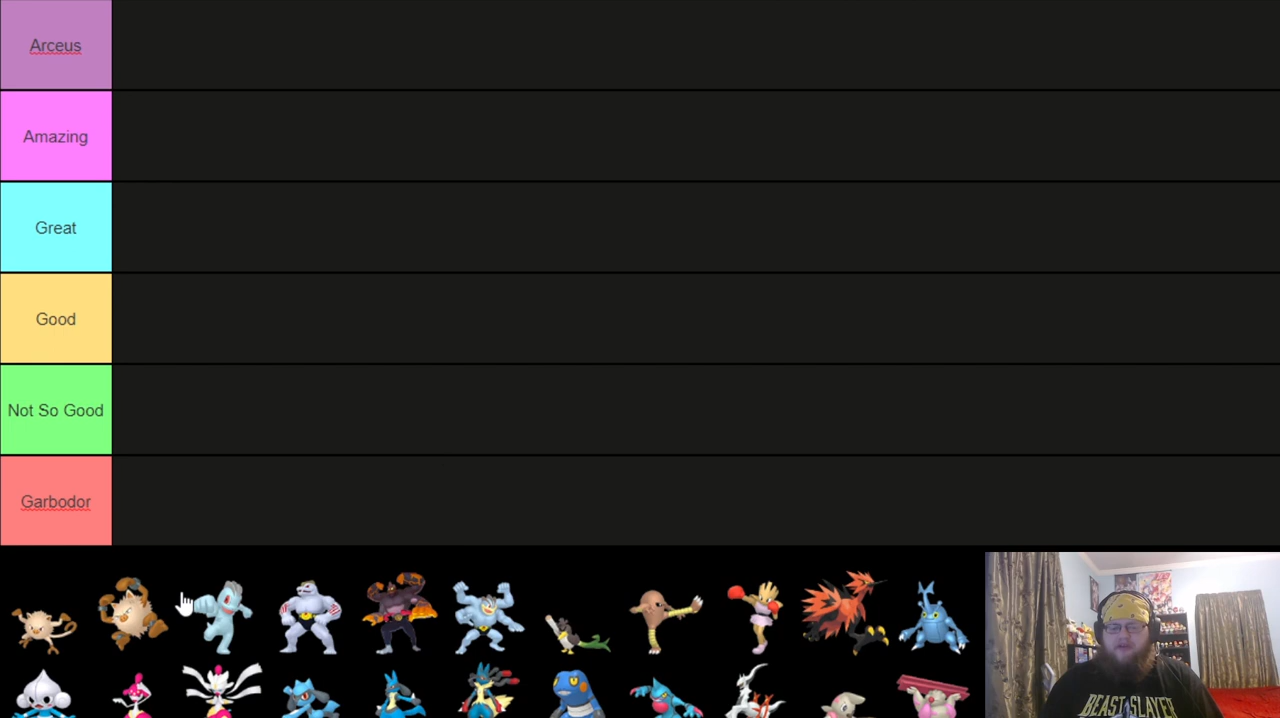 Arceus
Amazing
Great
Good
Not So Good
Garbodor
BEAST SLAYER